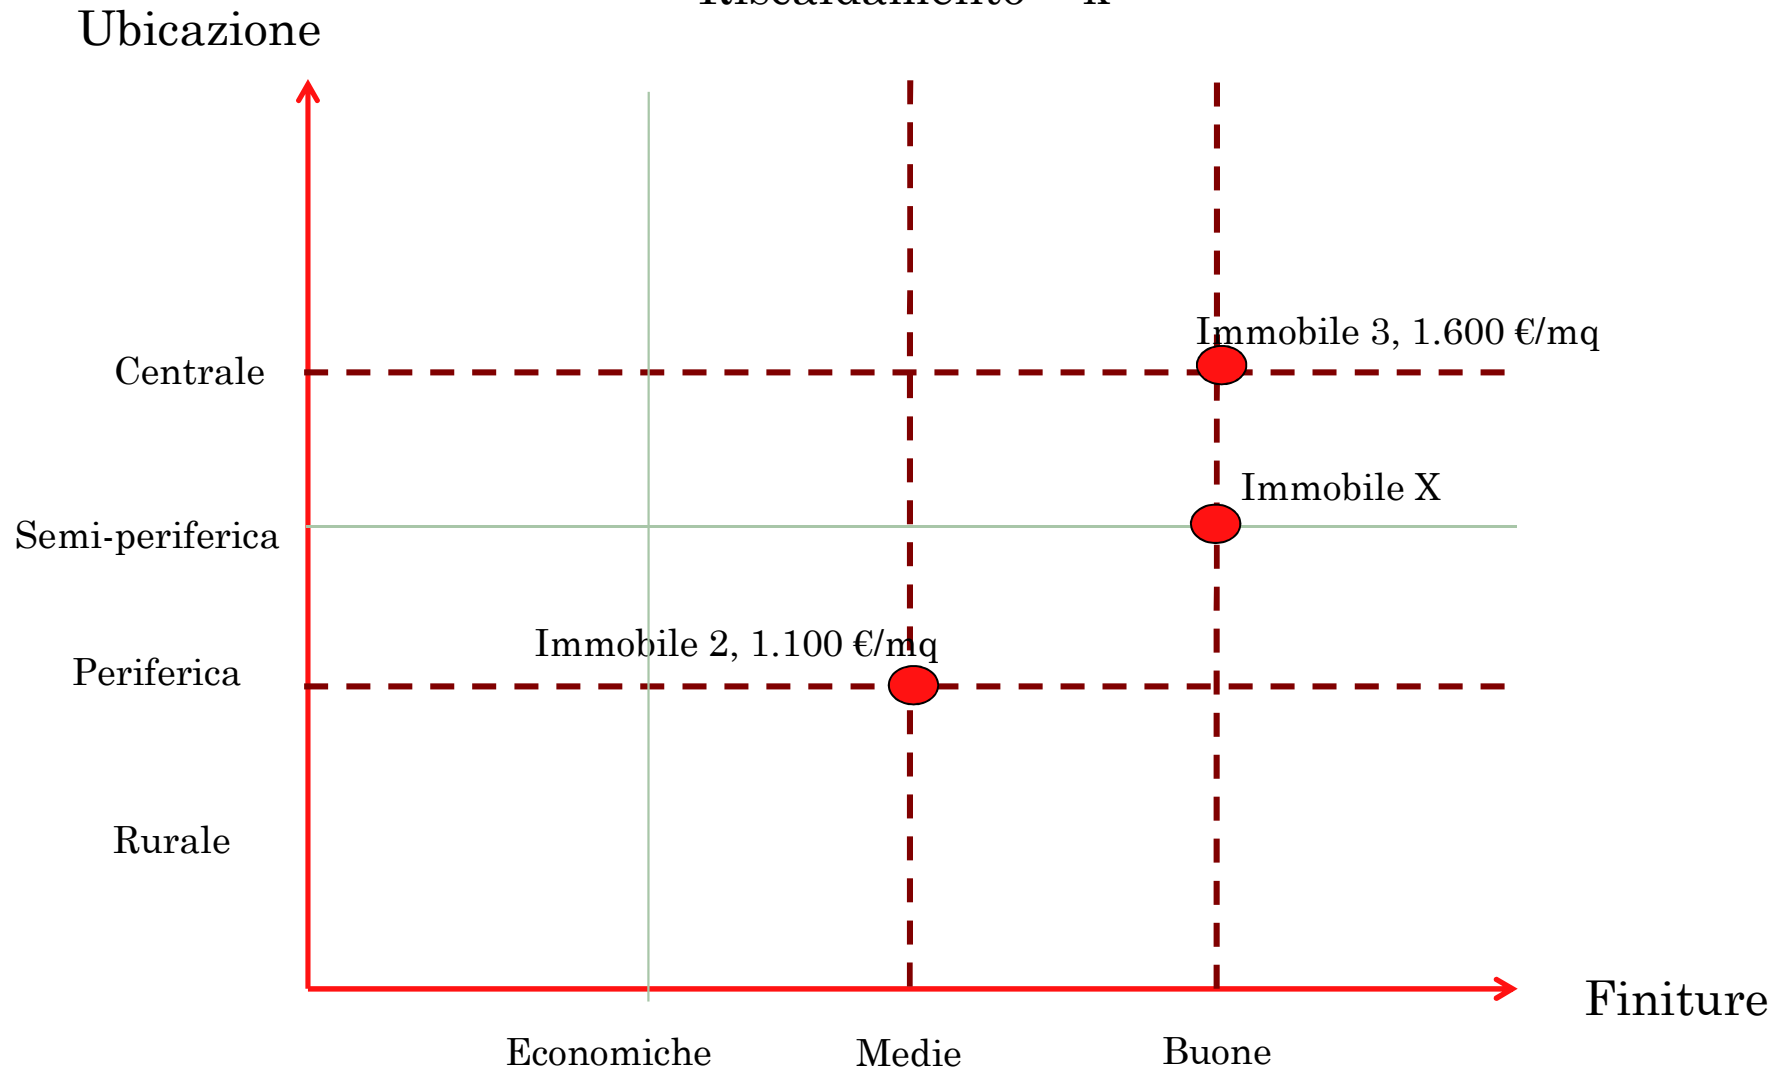 Ubicazione
Centrale
Immobile 3, 1.600 €/mq
Immobile X
Semi-periferica
Immobile 2, 1.100 €/mq
Periferica
Rurale
Finiture
Economiche
Medie
Buone